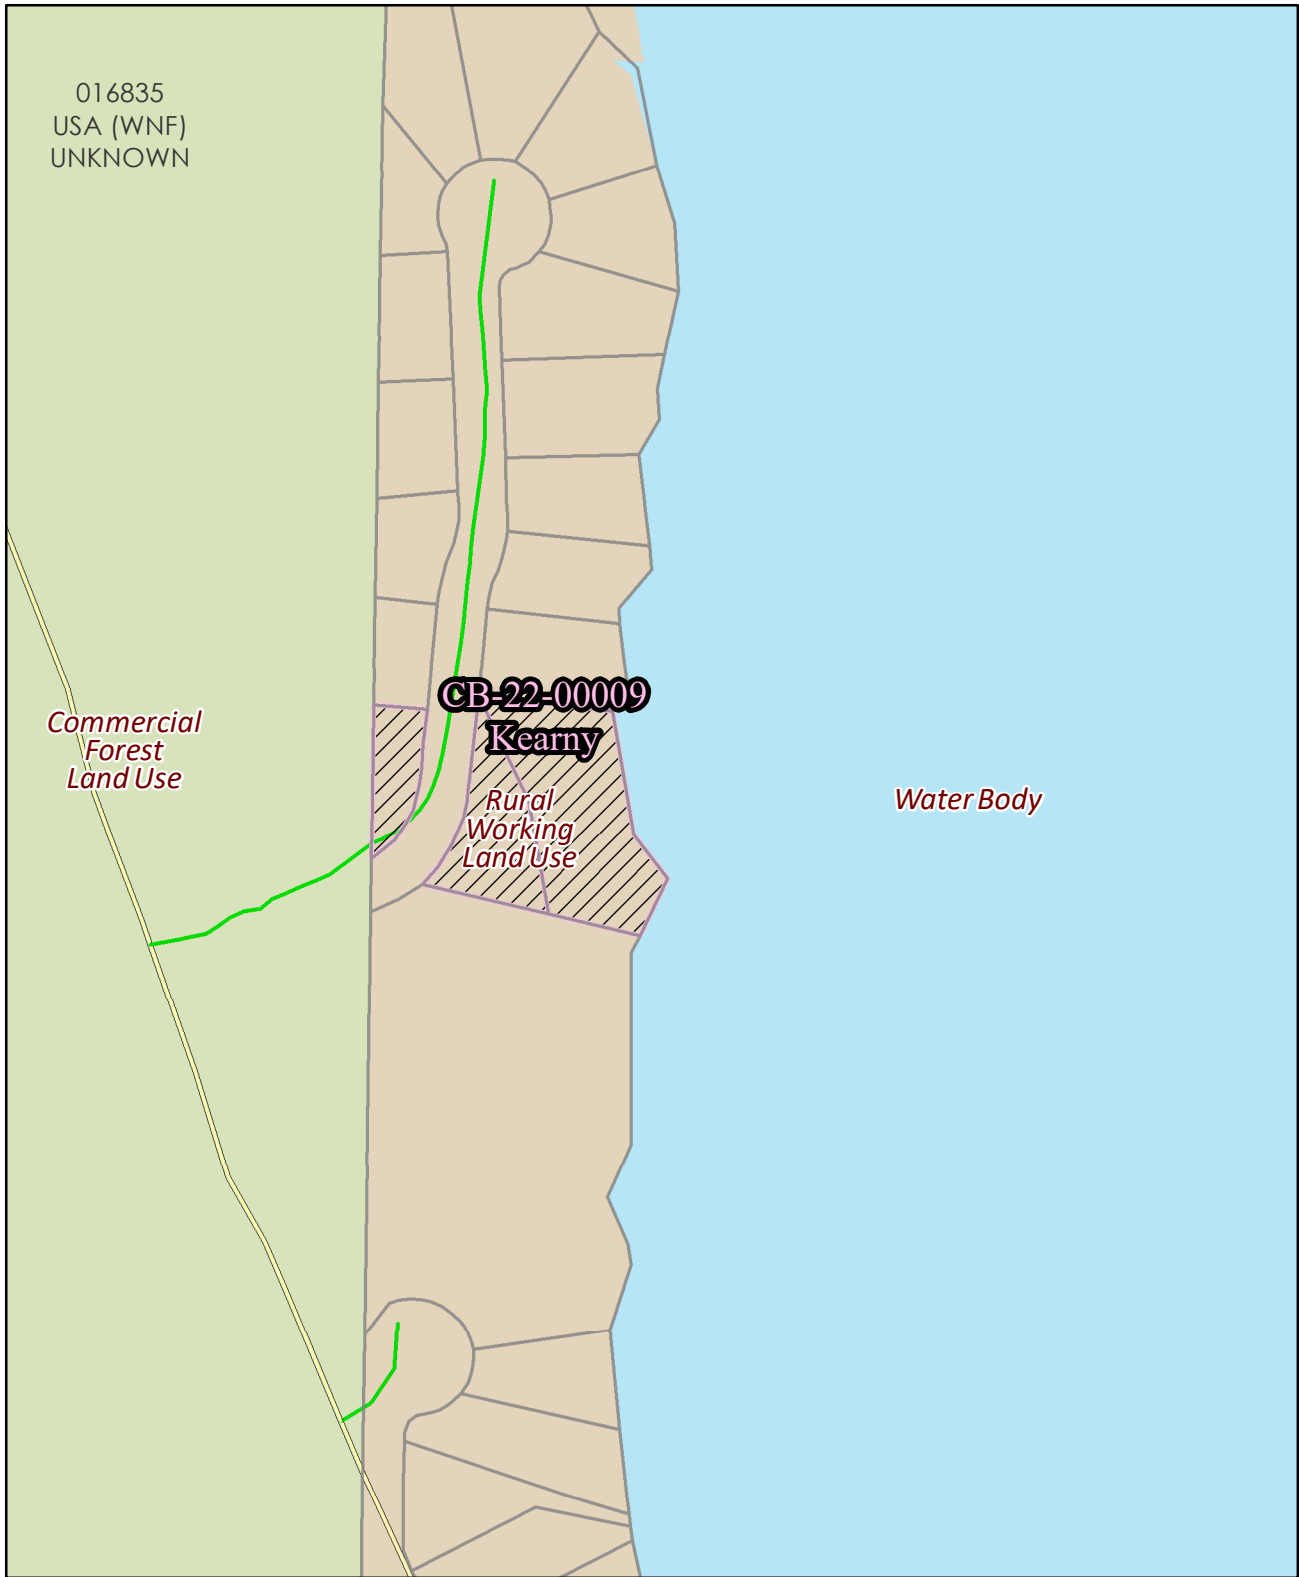 016835
USA (WNF)
UNKNOWN
CB-22-00009
Kearny
Commercial
Forest
Land Use
Rural
Working
Land Use
Water Body